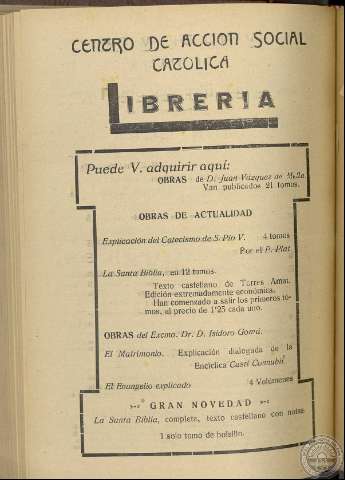 CENTRO DE ACCION SOCIAL
CATOLICA
LIBRERIA
Puede V. adquirir aquí:
OBRAS de D. Juan Vázquez de
Van publicados 21 tomos.
OBRAS DE ACTUALIDAD
Explicación del Catecismo de S. Pío V. 4 tomos
Por el P. Plat
La Santa Biblia, en 12 tomos.
Texto castellano de Torres Amat.
Edición extremadamente económica.
Han comenzado a salir los primeros to-
mos, al precio de 1'25 cada uno.
OBRAS del Excmo. Dr. D. Isidoro Gomá.
El Matrimonio. Explicación dialogada de la
Encíclica Casti Connubii
El Evangelio explicado 4 Volúmenes
GRAN NOVEDAD
La Santa Biblia, completa, texto castellano con notas
1 solo tomo de bolsillo.